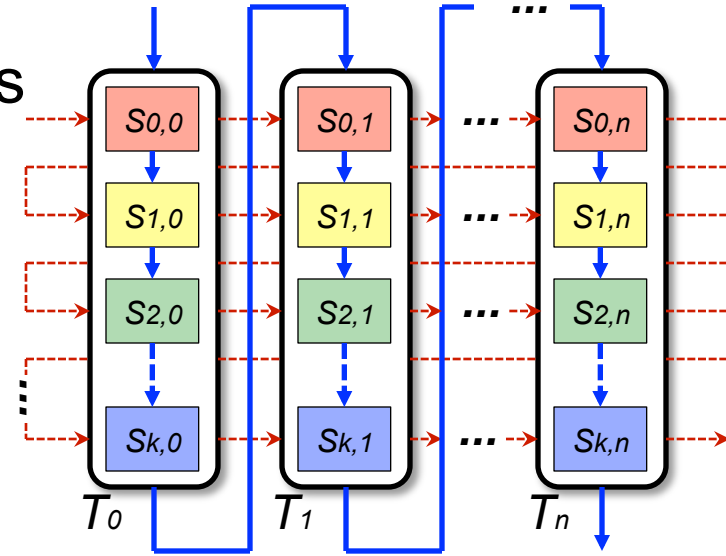 ...
s
S0,0 S0,1 ... S0,n
S1,0 S1,1 ... S1,n
S2,0 S2,1 ... S2,n
...
Sk,0 Sk,1 ... Sk,n
T0 T1 Tn